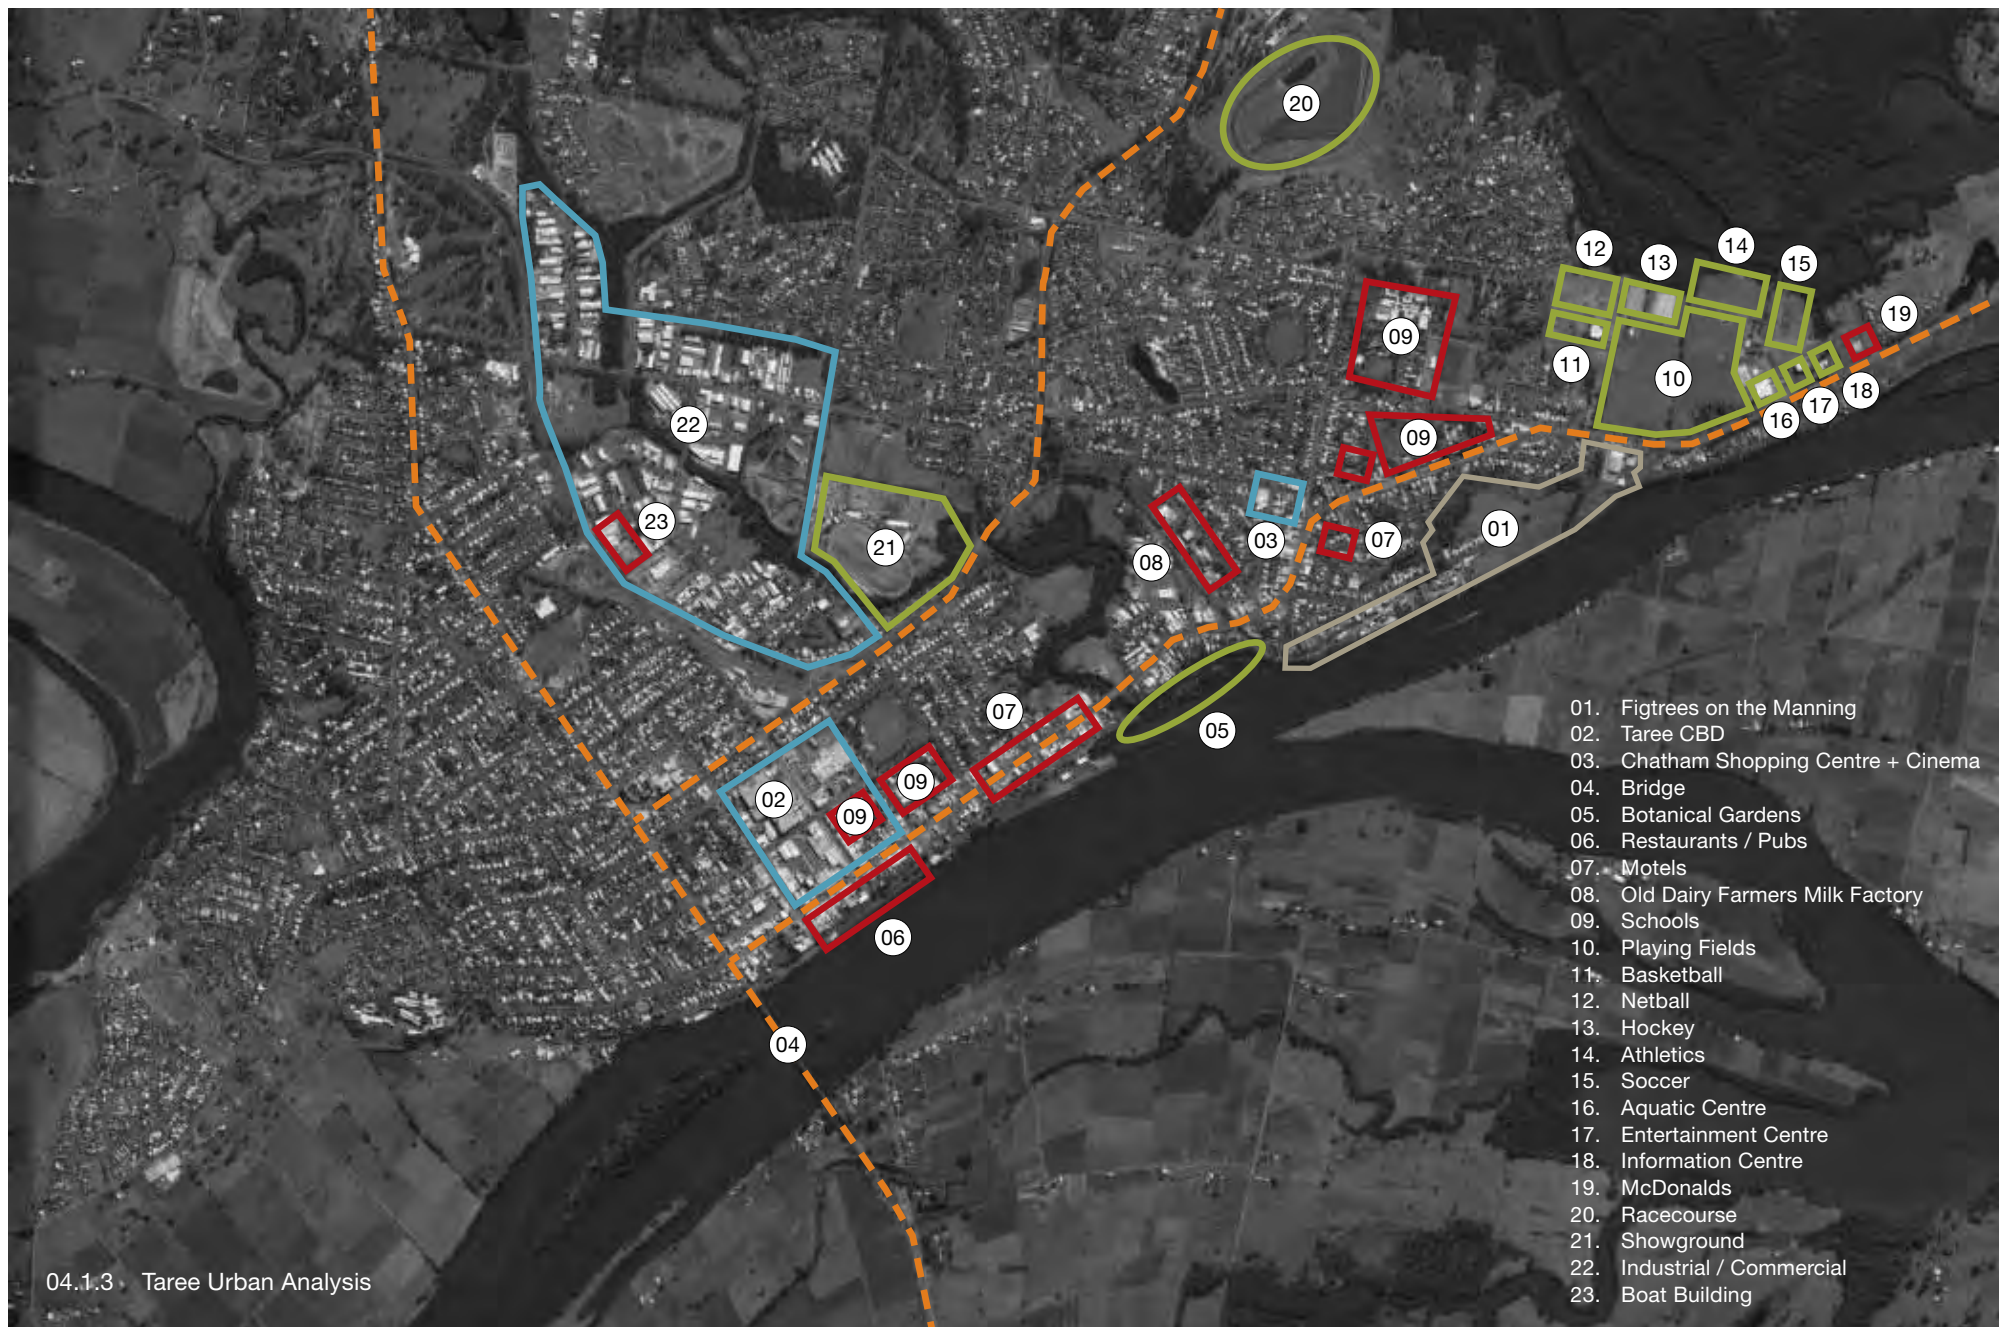 20
12
13
14
15
19
09
11
10
18
17
16
22
09
23
21
03
07
01
08
07
05
02
09
09
06
04
01. Figtrees on the Manning
02. Taree CBD
03. Chatham Shopping Centre + Cinema
04. Bridge
05. Botanical Gardens
06. Restaurants / Pubs
07. Motels
08. Old Dairy Farmers Milk Factory
09. Schools
10. Playing Fields
11. Basketball
12. Netball
13. Hockey
14. Athletics
15. Soccer
16. Aquatic Centre
17. Entertainment Centre
18. Information Centre
19. McDonalds
20. Racecourse
21. Showground
22. Industrial / Commercial
23. Boat Building
04.1.3 Taree Urban Analysis